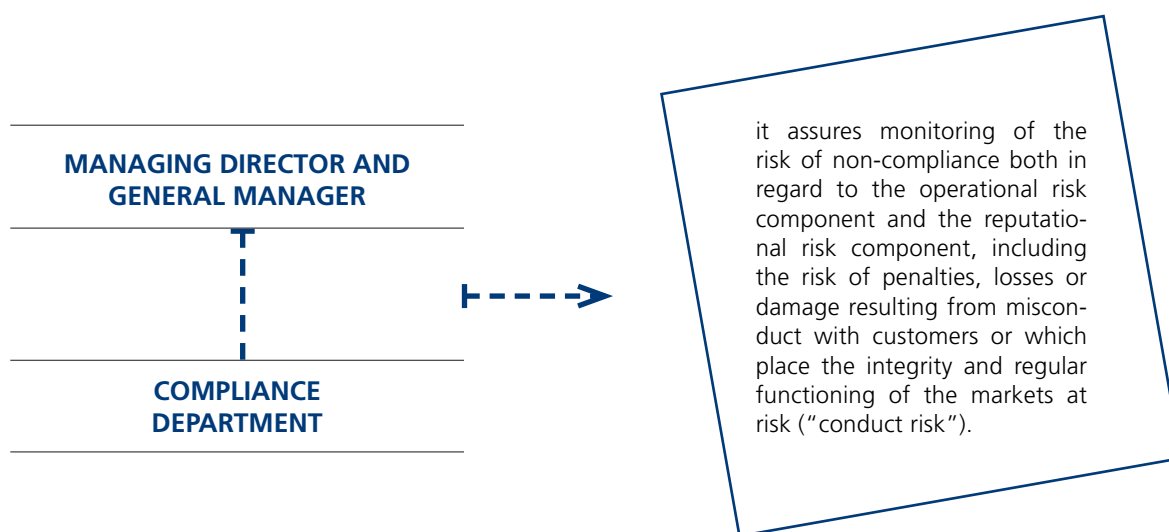 MANAGING DIRECTOR AND
GENERAL MANAGER
COMPLIANCE
DEPARTMENT
it assures monitoring of the
risk of non-compliance both in
regard to the operational risk
component and the reputatio-
nal risk component, including
the risk of penalties, losses or
damage resulting from miscon-
duct with customers or which
place the integrity and regular
functioning of the markets at
risk (“conduct risk”).